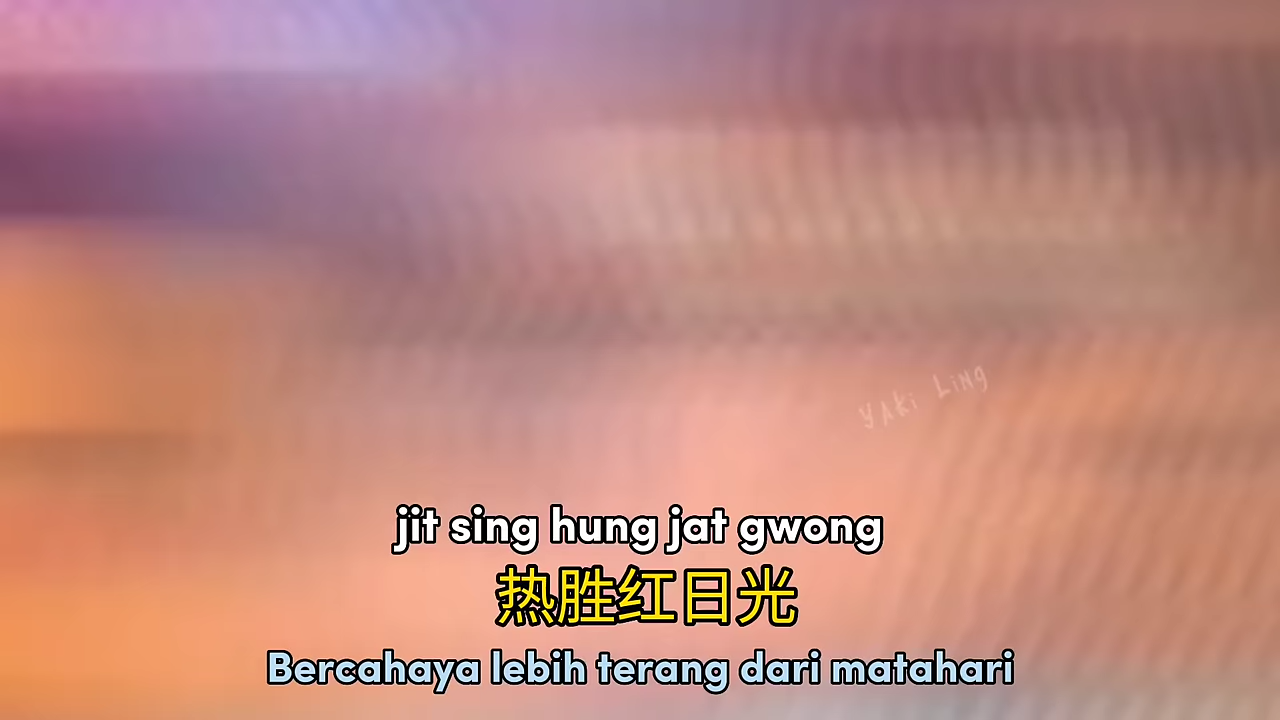 YAKI LING
jit sing hung jat gwong
热胜红日光
Bercahaya lebih terang dari matahari